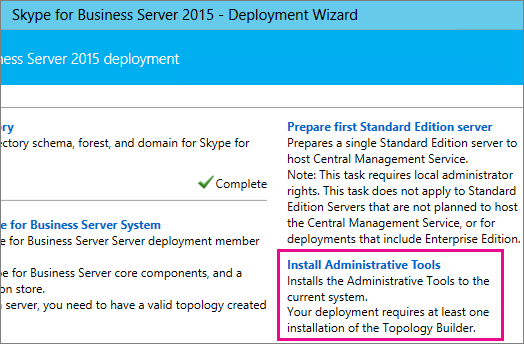 Skype for Business Server 2015 - Deployment Wizard
ness Server 2015 deployment
ory
ectory schema, forest, and domain for Skype for
Complete
e for Business Server System
e for Business Server Server deployment member
pe for Business Server core components, and a
on store.
server, you need to have a valid topology created
Prepare first Standard Edition server
Prepares a single Standard Edition server to
host Central Management Service.
Note: This task requires local administrator
rights. This task does not apply to Standard
Edition Servers that are not planned to host
the Central Management Service, or for
deployments that include Enterprise Edition.
Install Administrative Tools
Installs the Administrative Tools to the
current system.
Your deployment requires at least one
installation of the Topology Builder.